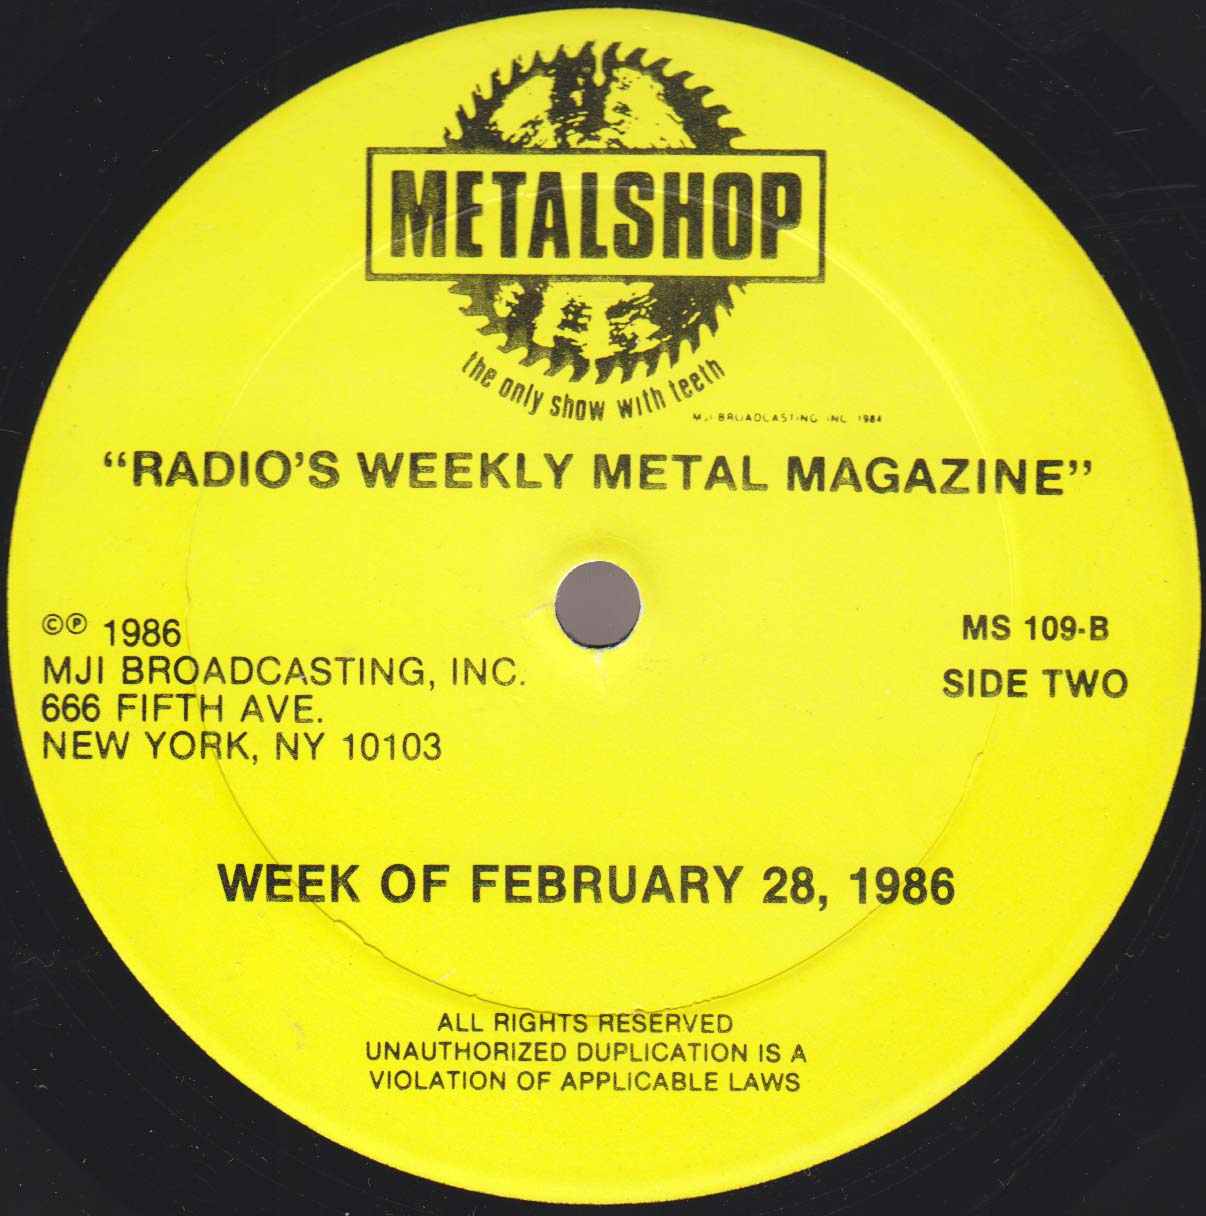 METALSHOP
the only show with teeth
MJI BROADCASTING INC 1984
“RADIO’S WEEKLY METAL MAGAZINE”
©℗ 1986
MJI BROADCASTING, INC.
666 FIFTH AVE.
NEW YORK, NY 10103
MS 109-B
SIDE TWO
WEEK OF FEBRUARY 28, 1986
ALL RIGHTS RESERVED
UNAUTHORIZED DUPLICATION IS A
VIOLATION OF APPLICABLE LAWS